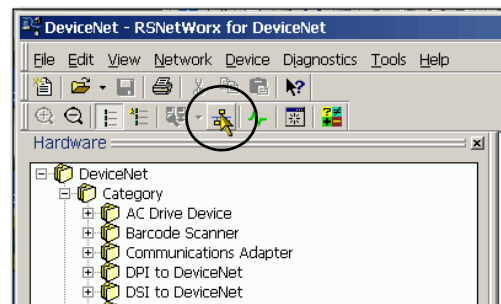 DeviceNet - RSNetWorx for DeviceNet
File Edit View Network Device Diagnostics Tools Help
Hardware
DeviceNet
Category
AC Drive Device
Barcode Scanner
Communications Adapter
DPI to DeviceNet
DSI to DeviceNet